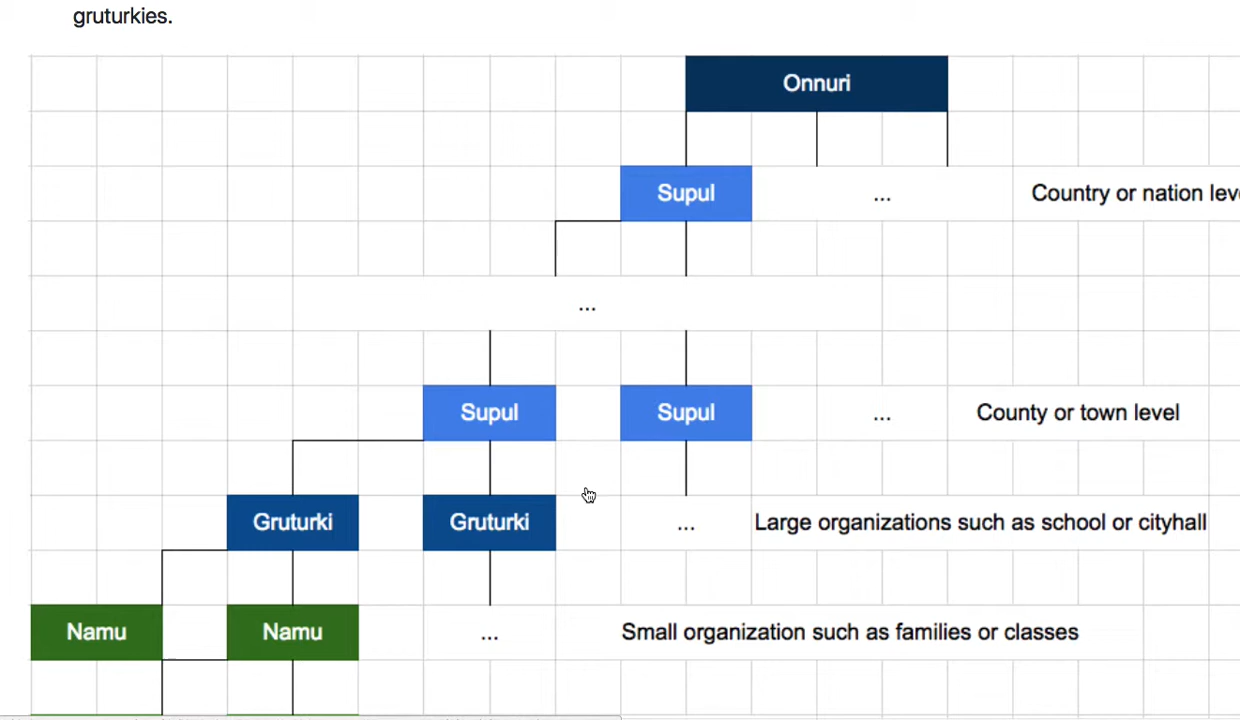 gruturkies.
Onnuri
Supul
...
Country or nation
...
Supul
Supul
...
County or town level
Gruturki
Gruturki
...
Large organizations such as school or cityhall
Namu
Namu
...
Small organization such as families or classes